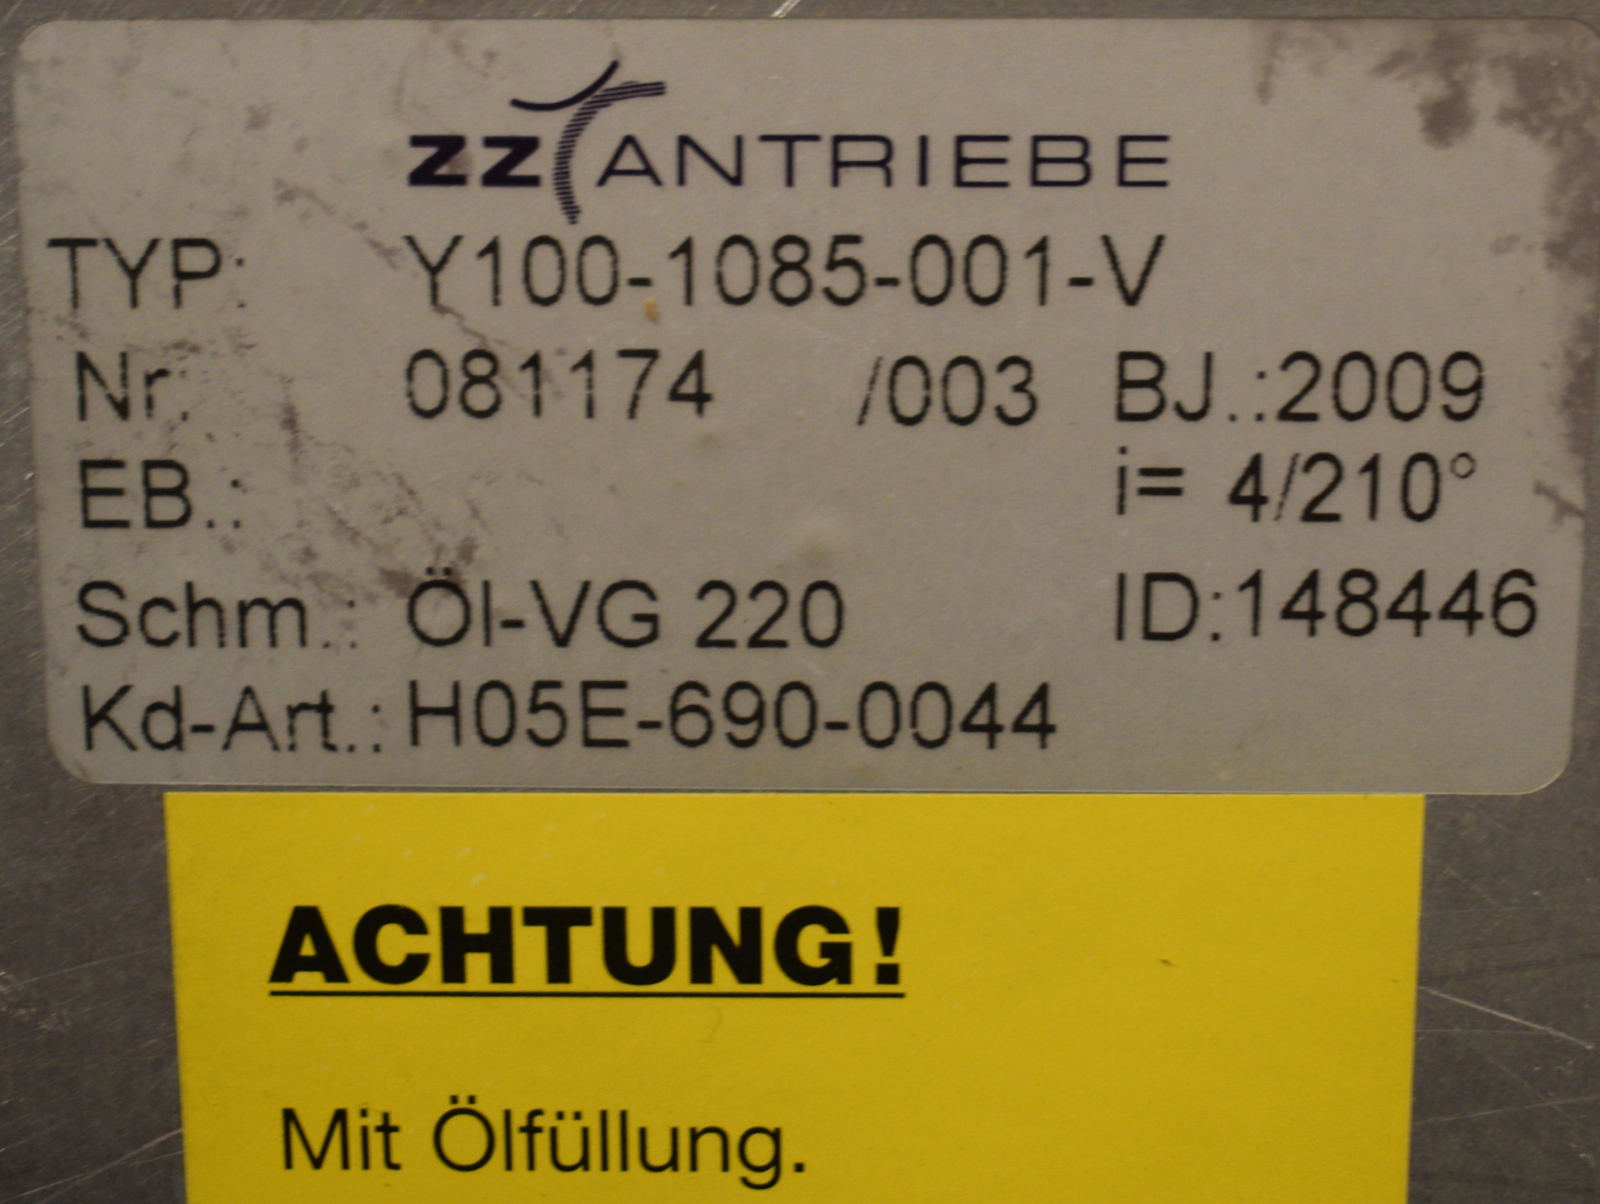 ZZ ANTRIEBE
TYP: Y100-1085-001-V
Nr: 081174 /003 BJ.:2009
EB.: i= 4/210°
Schm.: Öl-VG 220 ID:148446
Kd-Art.: H05E-690-0044
ACHTUNG!
Mit Ölfüllung.